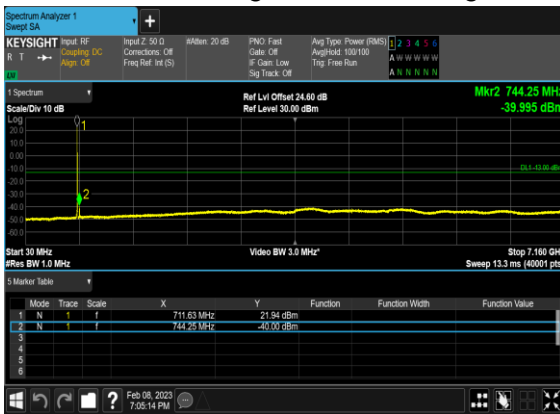 Spectrum Analyzer 1
Swept SA
+
KEYSIGHT Input: RF Input Z: 50 Ω #Atten: 20 dB PNO: Fast Avg Type: Power (RMS) 1 2 3 4 5 6
R T Coupling: DC Corrections: Off Gate: Off Avg|Hold: 100/100 A W W W W W
Align: Off Freq Ref: Int (S) IF Gain: Low Trig: Free Run
LV Sig Track: Off A N N N N N
1 Spectrum Ref Lvl Offset 24.60 dB Mkr2 744.25 MHz
Scale/Div 10 dB Ref Level 30.00 dBm -39.995 dBm
Log
20.0
10.0
0.00
-10.0
-20.0
-30.0
-40.0
-50.0
-60.0
1
2
DL1 -13.00 dBm
Start 30 MHz Video BW 3.0 MHz* Stop 7.160 GH
#Res BW 1.0 MHz Sweep 13.3 ms (40001 pts
5 Marker Table
Mode Trace Scale X Y Function Function Width Function Value
1 N 1 f 711.63 MHz 21.94 dBm
2 N 1 f 744.25 MHz -40.00 dBm
3
4
5
6
? Feb 08, 2023
7:05:14 PM